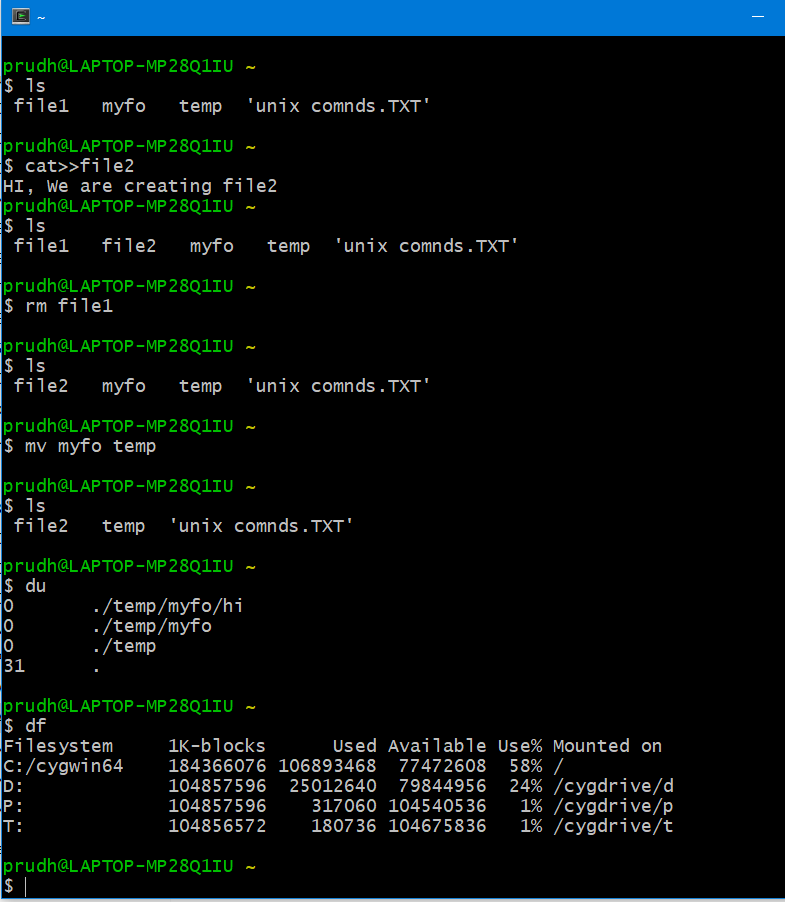 ~
prudh@LAPTOP-MP28Q1IU ~
$ ls
 file1   myfo   temp  'unix comnds.TXT'
prudh@LAPTOP-MP28Q1IU ~
$ cat>>file2
HI, We are creating file2
prudh@LAPTOP-MP28Q1IU ~
$ ls
 file1   file2   myfo   temp  'unix comnds.TXT'
prudh@LAPTOP-MP28Q1IU ~
$ rm file1
prudh@LAPTOP-MP28Q1IU ~
$ ls
 file2   myfo   temp  'unix comnds.TXT'
prudh@LAPTOP-MP28Q1IU ~
$ mv myfo temp
prudh@LAPTOP-MP28Q1IU ~
$ ls
 file2   temp  'unix comnds.TXT'
prudh@LAPTOP-MP28Q1IU ~
$ du
0       ./temp/myfo/hi
0       ./temp/myfo
0       ./temp
31      .
prudh@LAPTOP-MP28Q1IU ~
$ df
Filesystem     1K-blocks      Used Available Use% Mounted on
C:/cygwin64    184366076 106893468  77472608  58% /
D:             104857596  25012640  79844956  24% /cygdrive/d
P:             104857596    317060 104540536   1% /cygdrive/p
T:             104856572    180736 104675836   1% /cygdrive/t
prudh@LAPTOP-MP28Q1IU ~
$